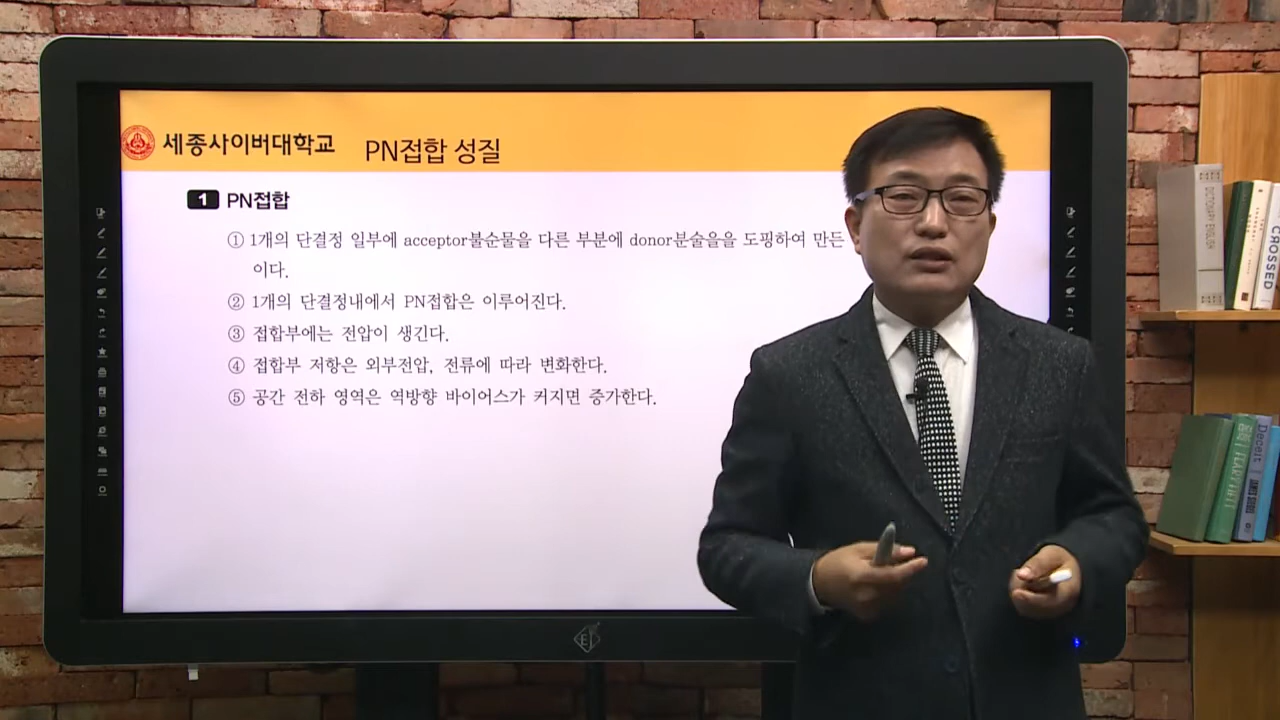 세종사이버대학교
PN접합 성질
1 PN접합
① 1개의 단결정 일부에 acceptor불순물을 다른 부분에 donor분술을을 도핑하여 만든
이다.
② 1개의 단결정내에서 PN접합은 이루어진다.
③ 접합부에는 전압이 생긴다.
④ 접합부 저항은 외부전압, 전류에 따라 변화한다.
⑤ 공간 전하 영역은 역방향 바이어스가 커지면 증가한다.
DICTIONARY ENGLISH
CROSSED
Deceit
JAMES SIEGEL
EJ